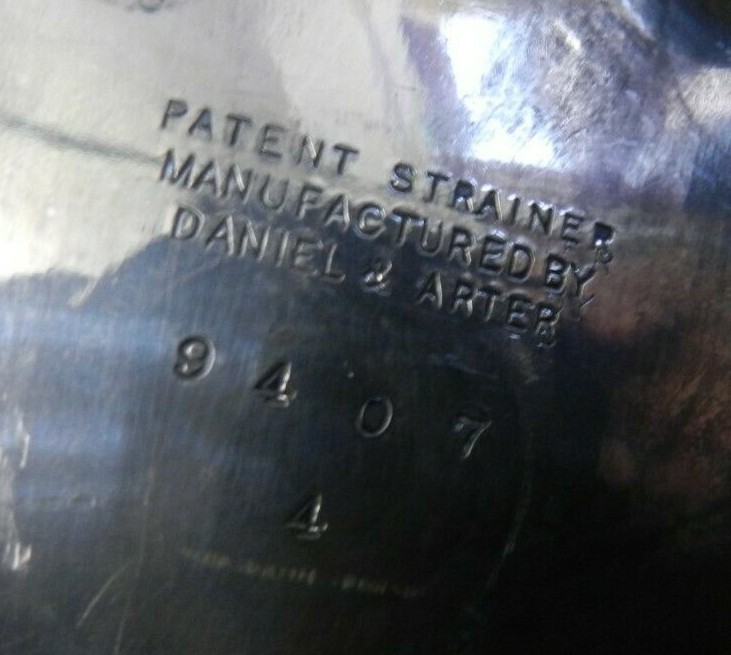 PATENT STRAINER
MANUFACTURED BY
DANIEL & ARTER
9407
4